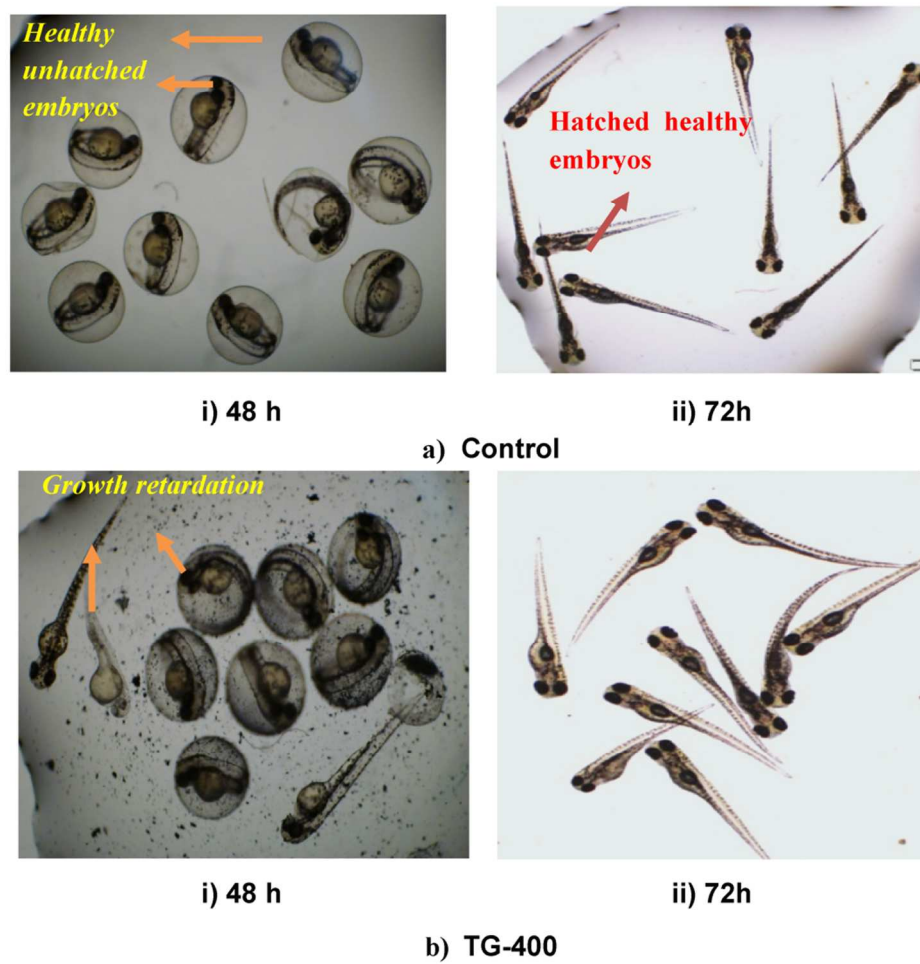 Healthy
unhatched
embryos
Hatched healthy
embryos
i) 48 h
ii) 72h
a) Control
Growth retardation
i) 48 h
ii) 72h
b) TG-400